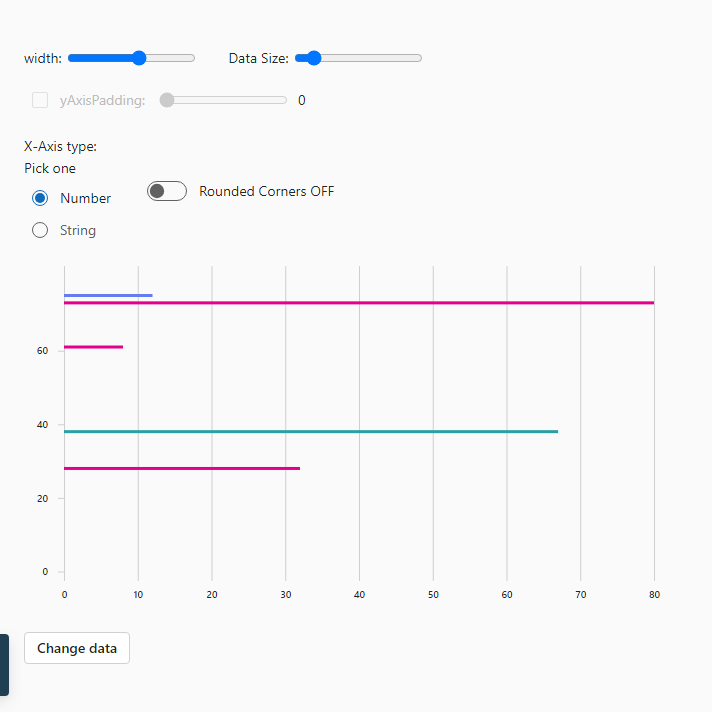 width:
Data Size:
yAxisPadding:
0
X-Axis type:
Pick one
Number
Rounded Corners OFF
String
60
40
20
0
0 10 20 30 40 50 60 70 80
Change data